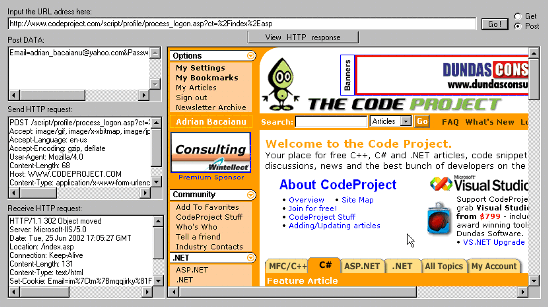 Input the URL adress here:
http://www.codeproject.com/script/profile/process_logon.asp?ct=%2Findex%2Easp
Go !
Get
Post
Post DATA:
View HTTP response
Email=adrian_bacaianu@yahoo.com&Passw
Send HTTP request:
POST /script/profile/process_logon.asp?ct=
Accept: image/gif, image/x-xbitmap, image/jp
Accept-Language: en-us
Accept-Encoding: gzip, deflate
User-Agent: Mozilla/4.0
Content-Length: 68
Host: WWW.CODEPROJECT.COM
Content-Type: application/x-www-form-urlenc
Receive HTTP request:
HTTP/1.1 302 Object moved
Server: Microsoft-IIS/5.0
Date: Tue, 25 Jun 2002 17:05:27 GMT
Location: /index.asp
Connection: Keep-Alive
Content-Length: 131
Content-Type: text/html
Options
My Settings
My Bookmarks
My Articles
Sign out
Newsletter Archive
Adrian Bacaianu
Consulting
Wintellect
Premium Sponsor
Community
Add To Favorites
CodeProject Stuff
Who's Who
Tell a friend
Industry Contacts
.NET
ASP.NET
.NET
Banners
DUNDAS CONS
www.dundasconsu
THE CODE PROJECT
Search:
Articles
Go
FAQ What's New Lo
Welcome to the Code Project.
Your place for free C++, C# and .NET articles, code snippet
discussions, news and the best bunch of developers on the
About CodeProject
• Overview • Site Map
• Join for free!
• CodeProject Stuff
• Adding/Updating articles
Microsoft
Visual Studio
Support CodeProj
grab Visual Studio
from $799 - includ
award winning tools
Dundas Software.
• VS.NET Upgrade
MFC/C++
C#
ASP.NET
.NET
All Topics
My Account
Feature Article